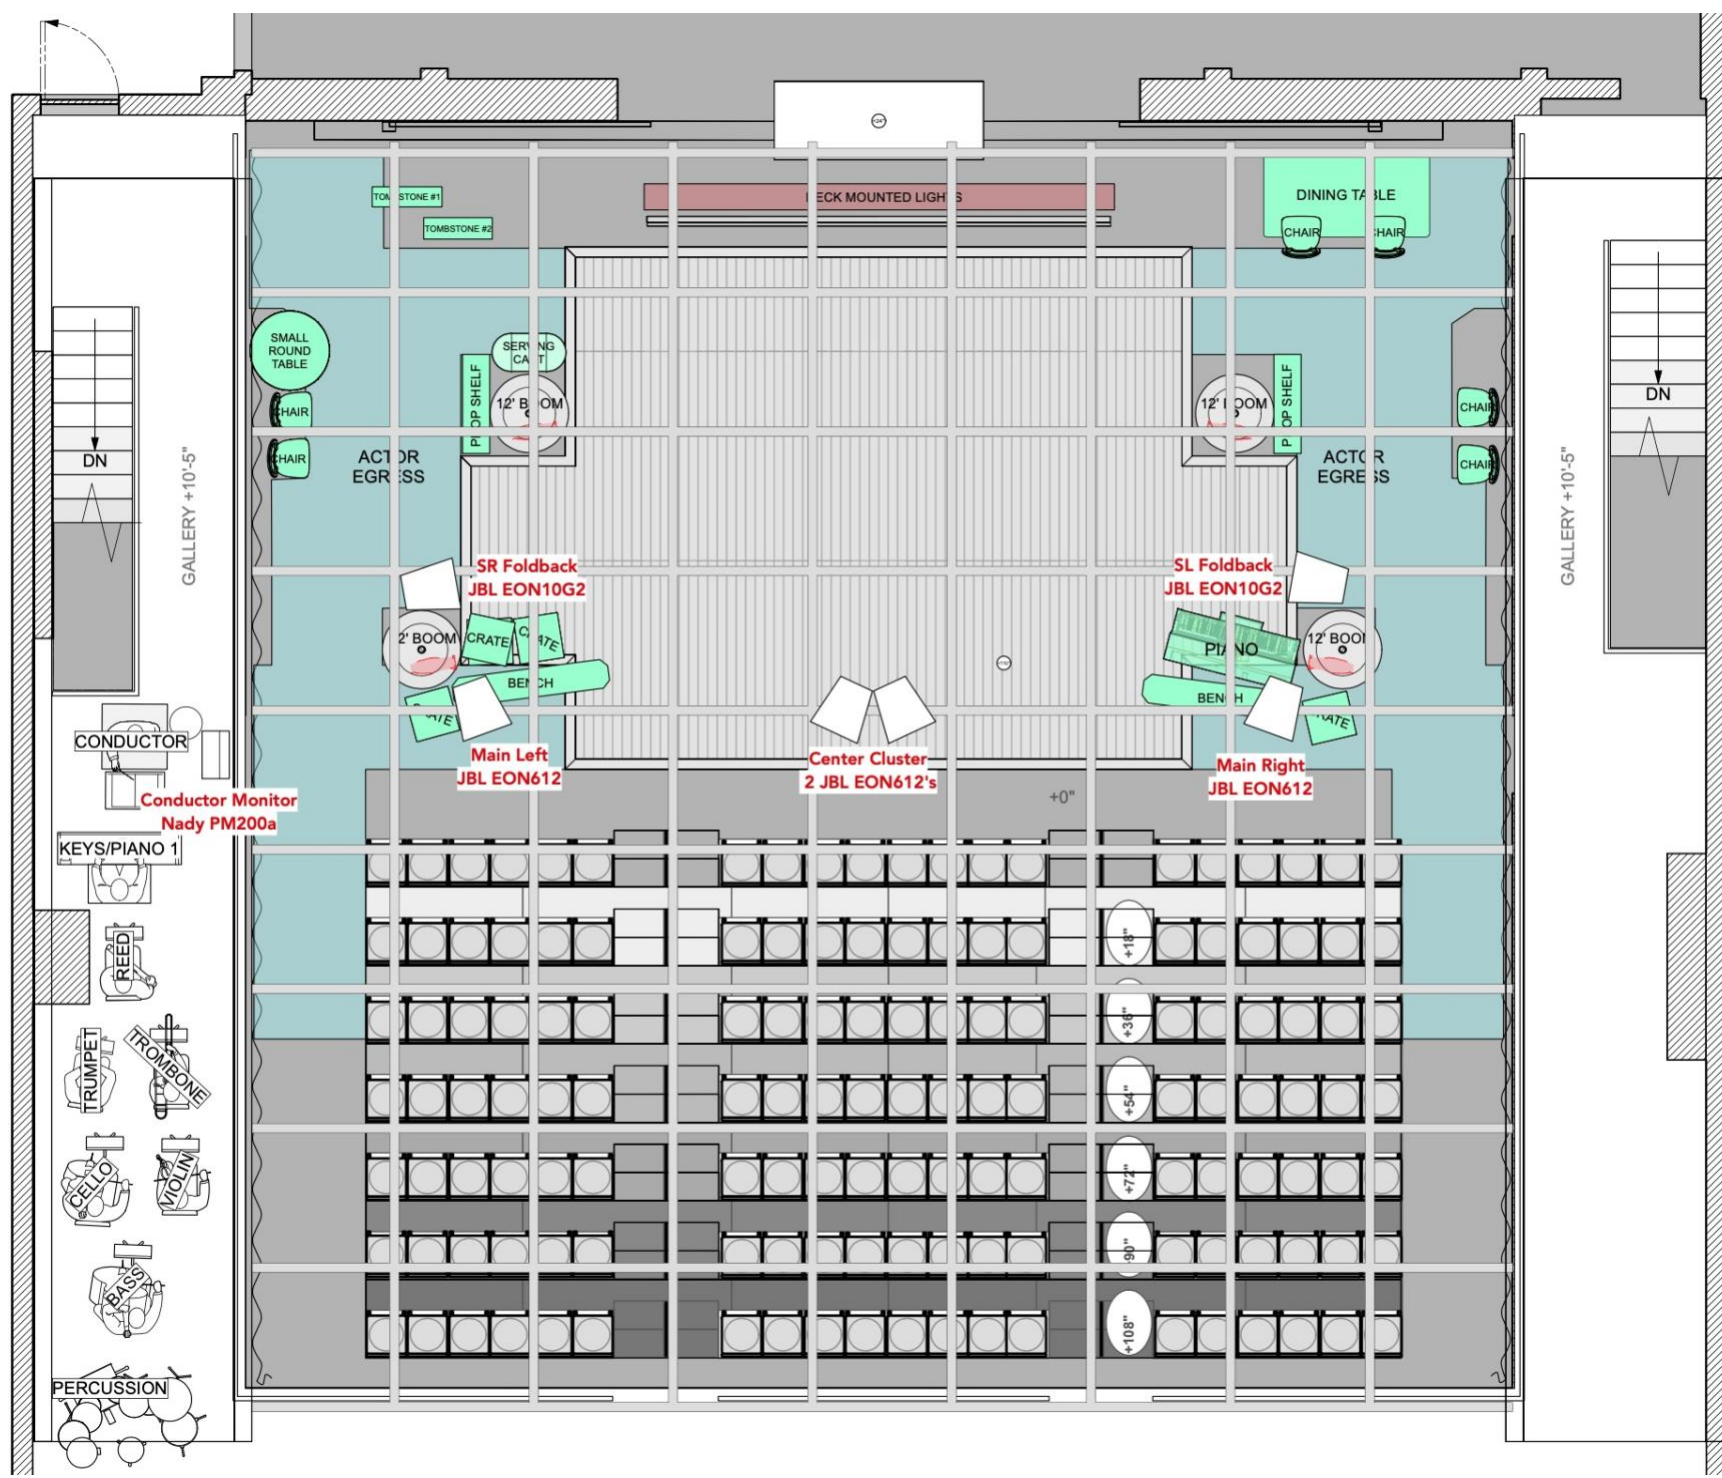 +24"
TOMBSTONE #1
TOMBSTONE #2
DECK MOUNTED LIGHTS
DINING TABLE
CHAIR
CHAIR
SMALL
ROUND
TABLE
SERVING
CART
PROP SHELF
12' BOOM
12' BOOM
PROP SHELF
CHAIR
CHAIR
CHAIR
CHAIR
DN
DN
ACTOR
EGRESS
ACTOR
EGRESS
GALLERY +10'-5"
GALLERY +10'-5"
SR Foldback
JBL EON10G2
SL Foldback
JBL EON10G2
12' BOOM
CRATE
CRATE
BENCH
CRATE
PIANO
12' BOOM
BENCH
CRATE
CONDUCTOR
Main Left
JBL EON612
Center Cluster
2 JBL EON612's
Main Right
JBL EON612
Conductor Monitor
Nady PM200a
+0"
KEYS/PIANO 1
REED
+18"
TRUMPET
TROMBONE
+36"
+54"
CELLO
VIOLIN
+72"
BASS
+90"
+108"
PERCUSSION